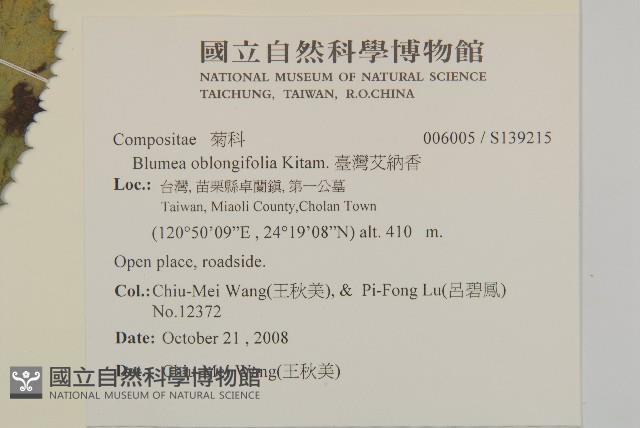 國立自然科學博物館
NATIONAL MUSEUM OF NATURAL SCIENCE
TAICHUNG, TAIWAN, R.O.CHINA
Compositae 菊科 006005 / S139215
Blumea oblongifolia Kitam. 臺灣艾納香
Loc.: 台灣, 苗栗縣卓蘭鎮, 第一公墓
Taiwan, Miaoli County,Cholan Town
(120°50'09"E , 24°19'08"N) alt. 410 m.
Open place, roadside.
Col.:Chiu-Mei Wang(王秋美), & Pi-Fong Lu(呂碧鳳)
No.12372
Date: October 21 , 2008
Det.: Chiu-Mei Wang(王秋美)
國立自然科學博物館
NATIONAL MUSEUM OF NATURAL SCIENCE